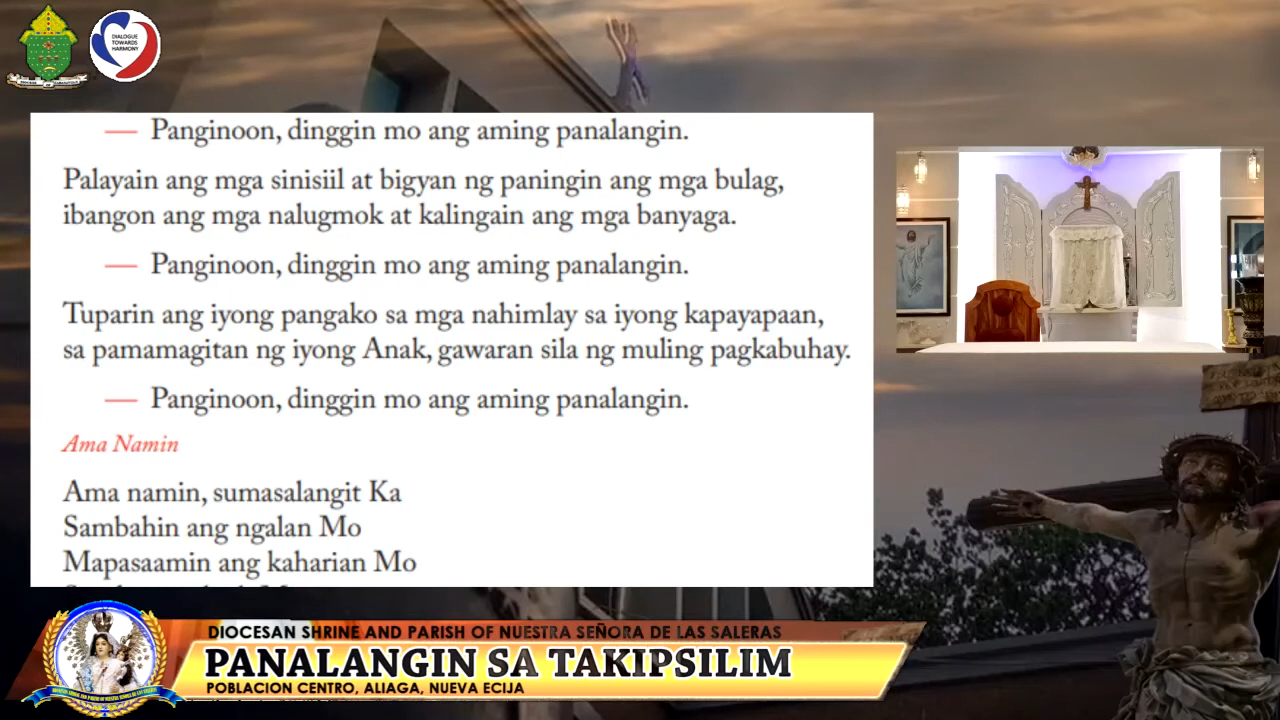 DIALOGUE
TOWARDS
HARMONY
— Panginoon, dinggin mo ang aming panalangin.
Palayain ang mga sinisiil at bigyan ng paningin ang mga bulag,
ibangon ang mga nalugmok at kalingain ang mga banyaga.
— Panginoon, dinggin mo ang aming panalangin.
Tuparin ang iyong pangako sa mga nahimlay sa iyong kapayapaan,
sa pamamagitan ng iyong Anak, gawaran sila ng muling pagkabuhay.
— Panginoon, dinggin mo ang aming panalangin.
Ama Namin
Ama namin, sumasalangit Ka
Sambahin ang ngalan Mo
Mapasaamin ang kaharian Mo
DIOCESAN SHRINE AND PARISH OF NUESTRA SEÑORA DE LAS SALERAS
PANALANGIN SA TAKIPSILIM
POBLACION CENTRO, ALIAGA, NUEVA ECIJA